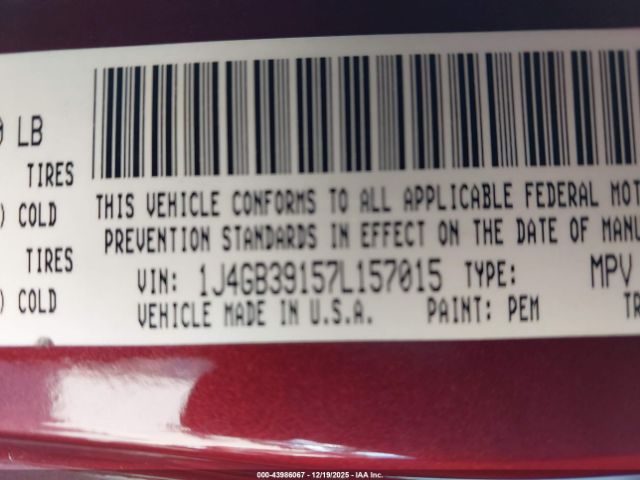 LB
TIRES
) COLD
TIRES
) COLD
THIS VEHICLE CONFORMS TO ALL APPLICABLE FEDERAL MOT
PREVENTION STANDARDS IN EFFECT ON THE DATE OF MANU
VIN: 1J4GB39157L157015 TYPE: MPV
VEHICLE MADE IN U.S.A. PAINT: PEM TR
000-43986067 - 12/19/2025 - IAA Inc.